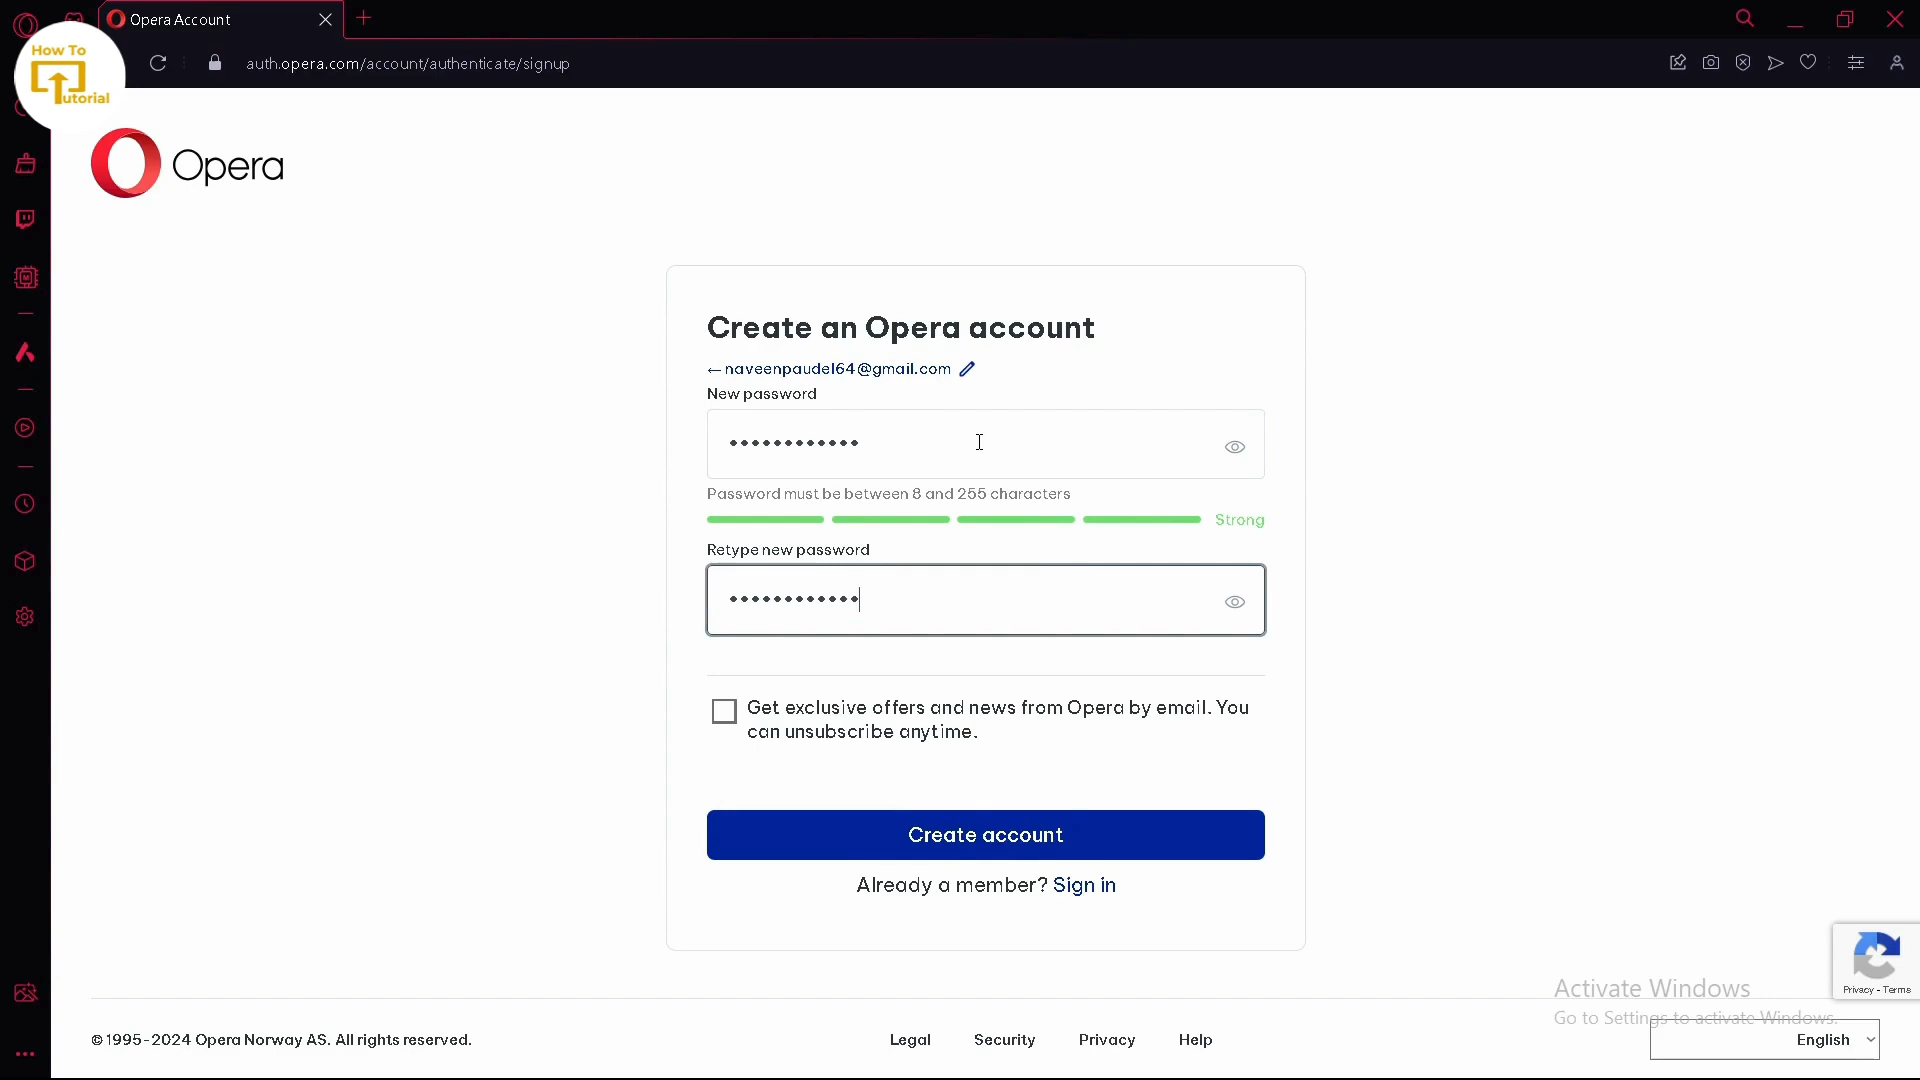 Opera Account
How To
utorial
auth.opera.com/account/authenticate/signup
Opera
Create an Opera account
← naveenpaudel64@gmail.com
New password
••••••••••••
Password must be between 8 and 255 characters
Strong
Retype new password
••••••••••••
Get exclusive offers and news from Opera by email. You
can unsubscribe anytime.
Create account
Already a member? Sign in
Privacy - Terms
Activate Windows
Go to Settings to activate Windows.
© 1995-2024 Opera Norway AS. All rights reserved.
Legal
Security
Privacy
Help
English